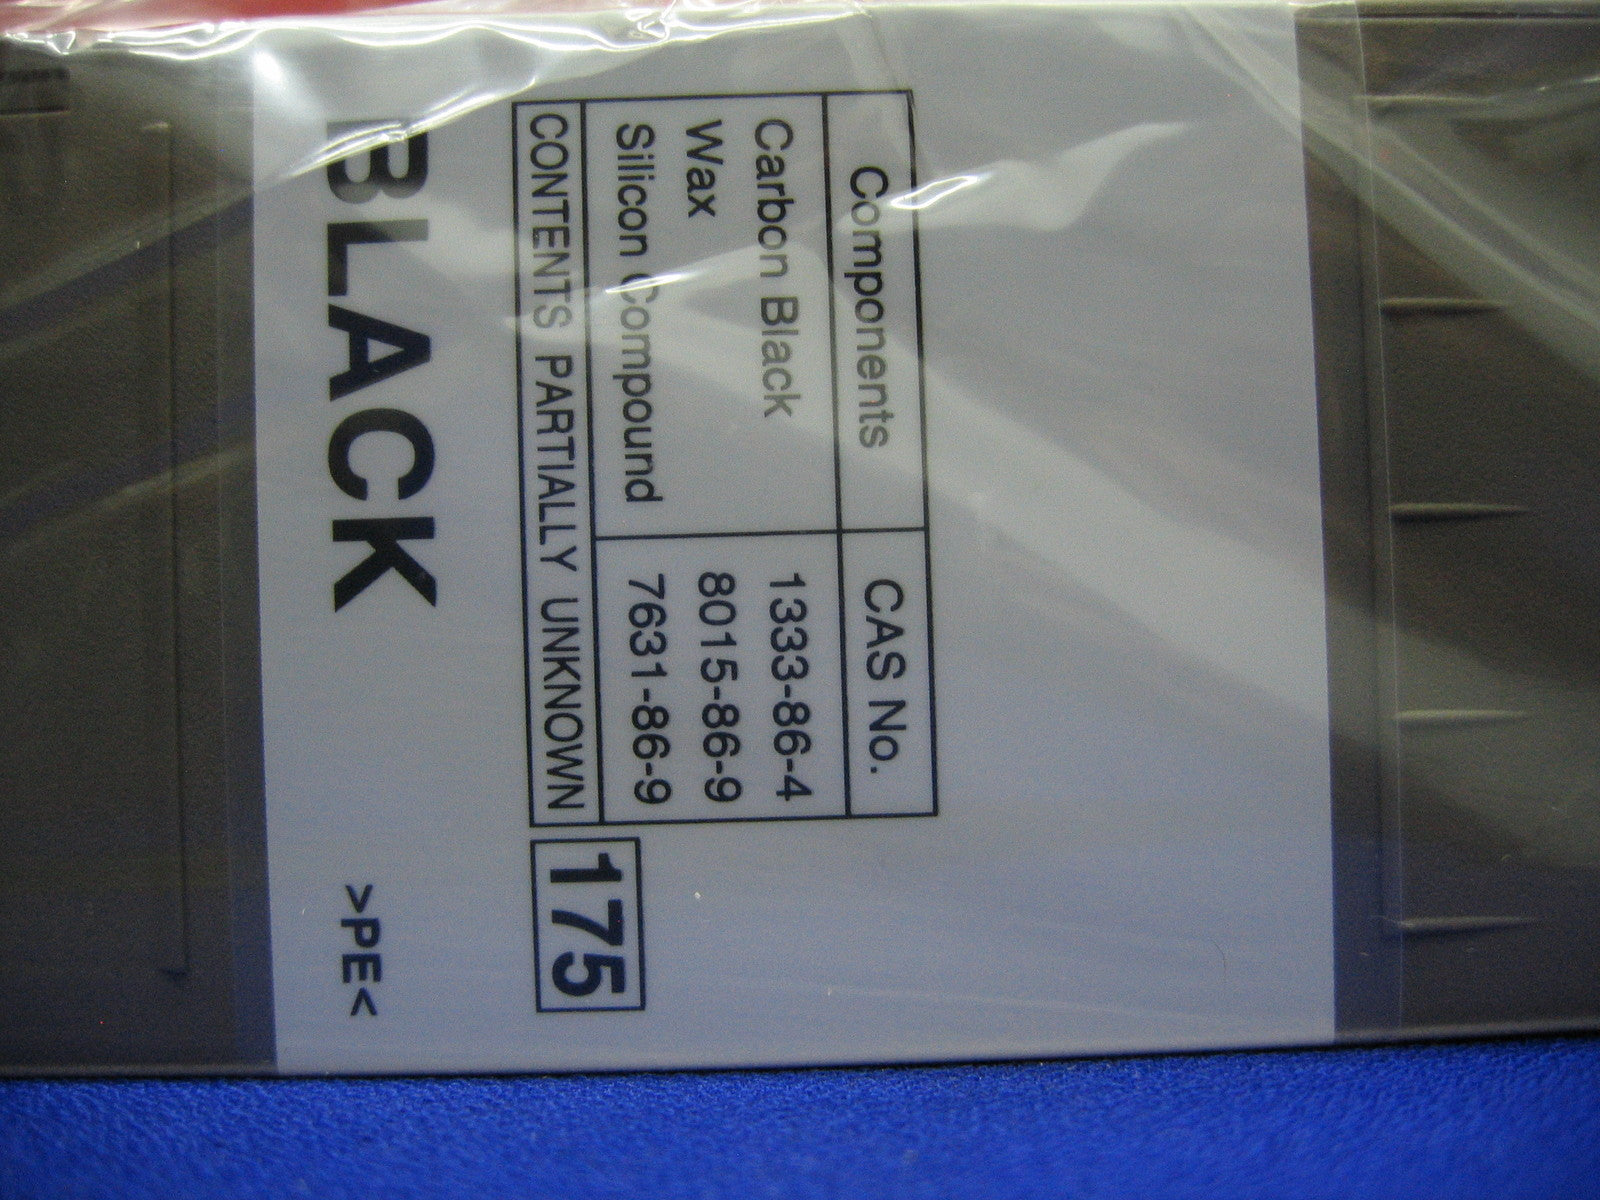 Components CAS No.
Carbon Black 1333-86-4
Wax 8015-86-9
Silicon Compound 7631-86-9
CONTENTS PARTIALLY UNKNOWN 175
BLACK >PE<